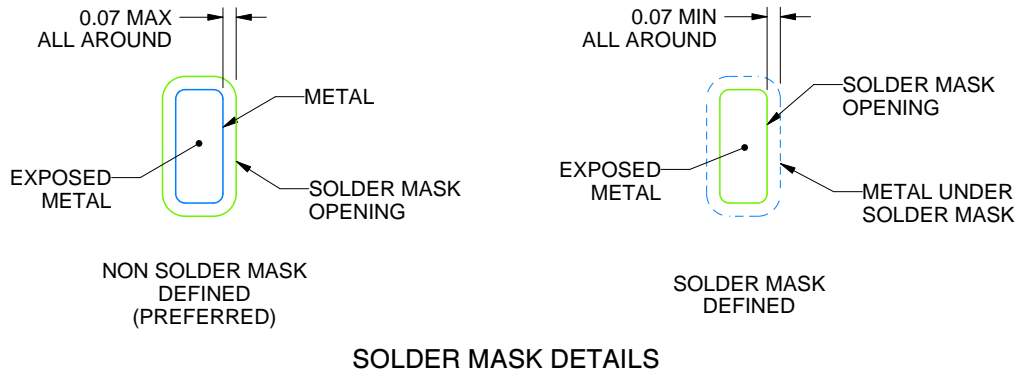 0.07 MAX
ALL AROUND
METAL
EXPOSED
METAL
SOLDER MASK
OPENING
NON SOLDER MASK
DEFINED
(PREFERRED)
0.07 MIN
ALL AROUND
SOLDER MASK
OPENING
EXPOSED
METAL
METAL UNDER
SOLDER MASK
SOLDER MASK
DEFINED
SOLDER MASK DETAILS